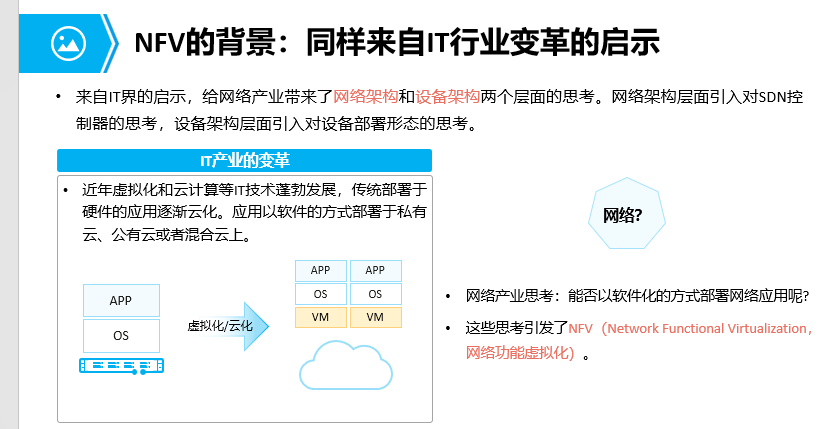 NFV的背景：同样来自IT行业变革的启示
• 来自IT界的启示，给网络产业带来了网络架构和设备架构两个层面的思考。网络架构层面引入对SDN控
制器的思考，设备架构层面引入对设备部署形态的思考。
IT产业的变革
• 近年虚拟化和云计算等IT技术蓬勃发展，传统部署于
硬件的应用逐渐云化。应用以软件的方式部署于私有
云、公有云或者混合云上。
APP
OS
虚拟化/云化
APP APP
OS OS
VM VM
网络?
• 网络产业思考：能否以软件化的方式部署网络应用呢?
• 这些思考引发了NFV（Network Functional Virtualization，
网络功能虚拟化）。